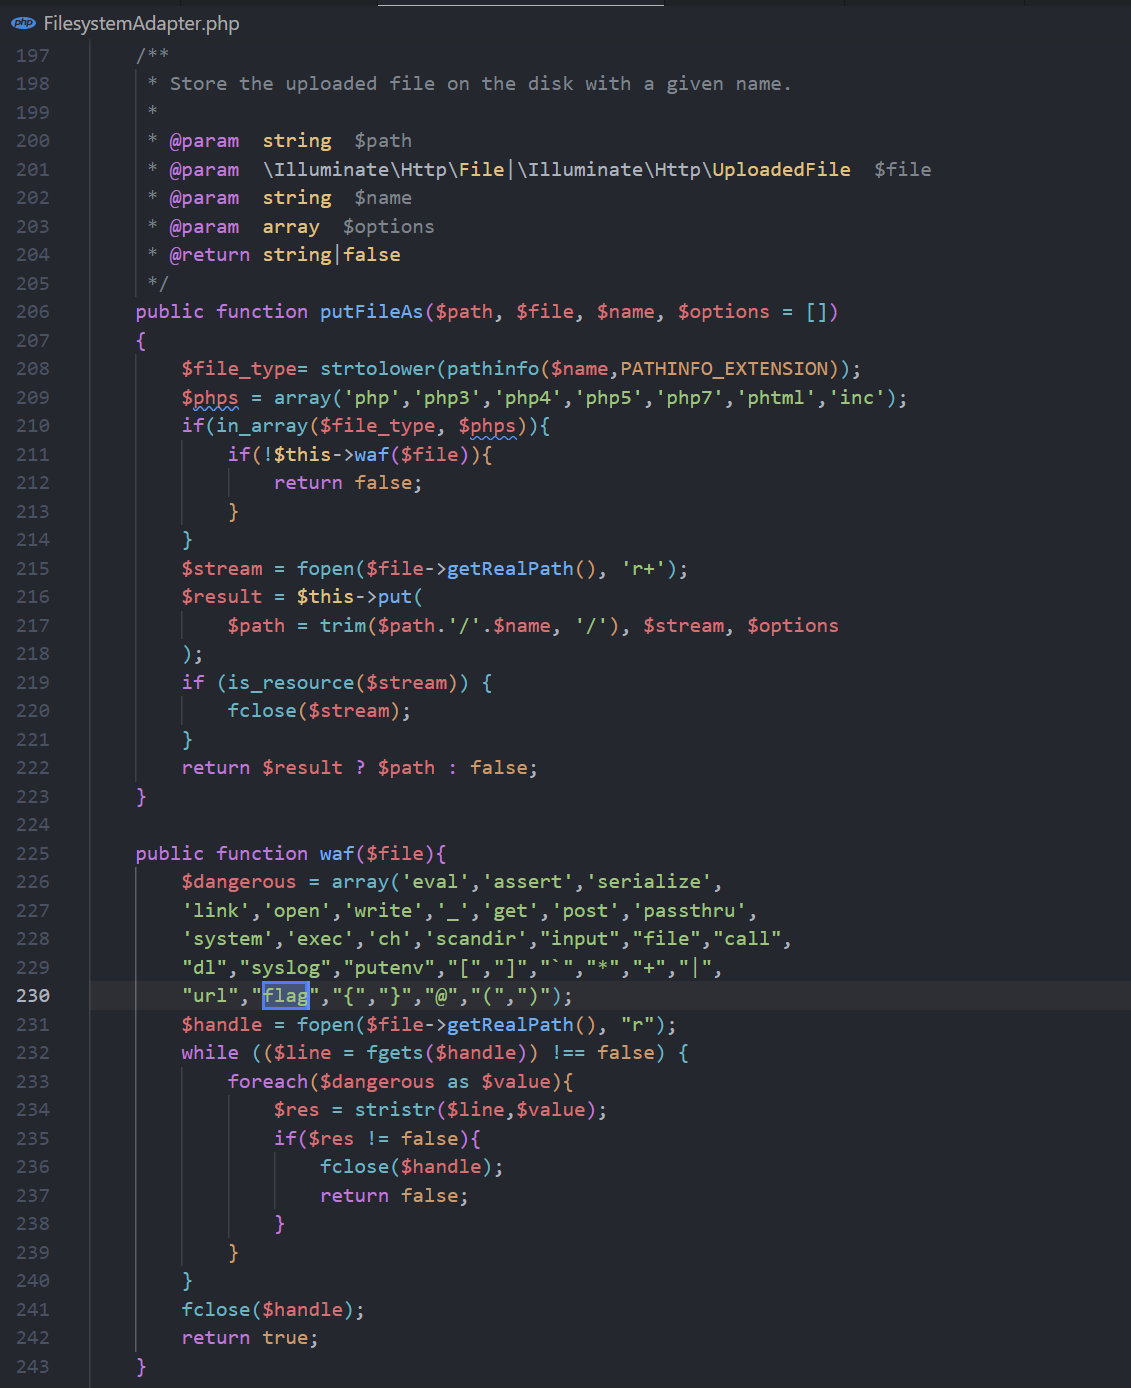 php FilesystemAdapter.php
197 /**
198 * Store the uploaded file on the disk with a given name.
199 *
200 * @param  string  $path
201 * @param  \Illuminate\Http\File|\Illuminate\Http\UploadedFile  $file
202 * @param  string  $name
203 * @param  array  $options
204 * @return string|false
205 */
206 public function putFileAs($path, $file, $name, $options = [])
207 {
208 $file_type= strtolower(pathinfo($name,PATHINFO_EXTENSION));
209 $phps = array('php','php3','php4','php5','php7','phtml','inc');
210 if(in_array($file_type, $phps)){
211 if(!$this->waf($file)){
212 return false;
213 }
214 }
215 $stream = fopen($file->getRealPath(), 'r+');
216 $result = $this->put(
217 $path = trim($path.'/'.$name, '/'), $stream, $options
218 );
219 if (is_resource($stream)) {
220 fclose($stream);
221 }
222 return $result ? $path : false;
223 }
224
225 public function waf($file){
226 $dangerous = array('eval','assert','serialize',
227 'link','open','write','_','get','post','passthru',
228 'system','exec','ch','scandir',"input","file","call",
229 "dl","syslog","putenv","[","]","`","*","+","|",
230 "url","flag","{","}","@","(",")");
231 $handle = fopen($file->getRealPath(), "r");
232 while (($line = fgets($handle)) !== false) {
233 foreach($dangerous as $value){
234 $res = stristr($line,$value);
235 if($res != false){
236 fclose($handle);
237 return false;
238 }
239 }
240 }
241 fclose($handle);
242 return true;
243 }